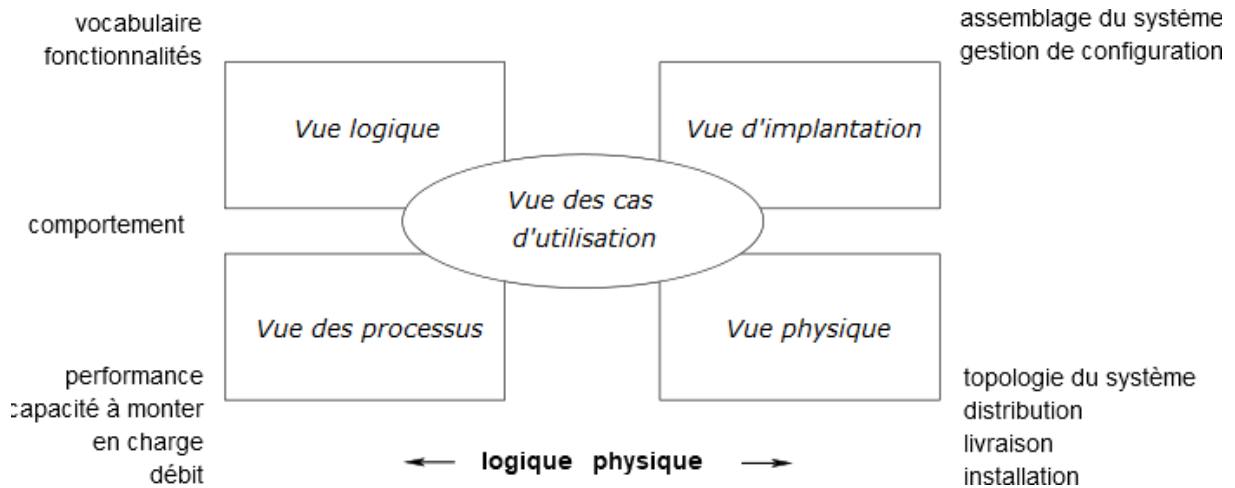 vocabulaire
fonctionnalités
assemblage du système
gestion de configuration
Vue logique
Vue d'implantation
Vue des cas
d'utilisation
comportement
Vue des processus
Vue physique
performance
capacité à monter
en charge
débit
topologie du système
distribution
livraison
installation
logique physique